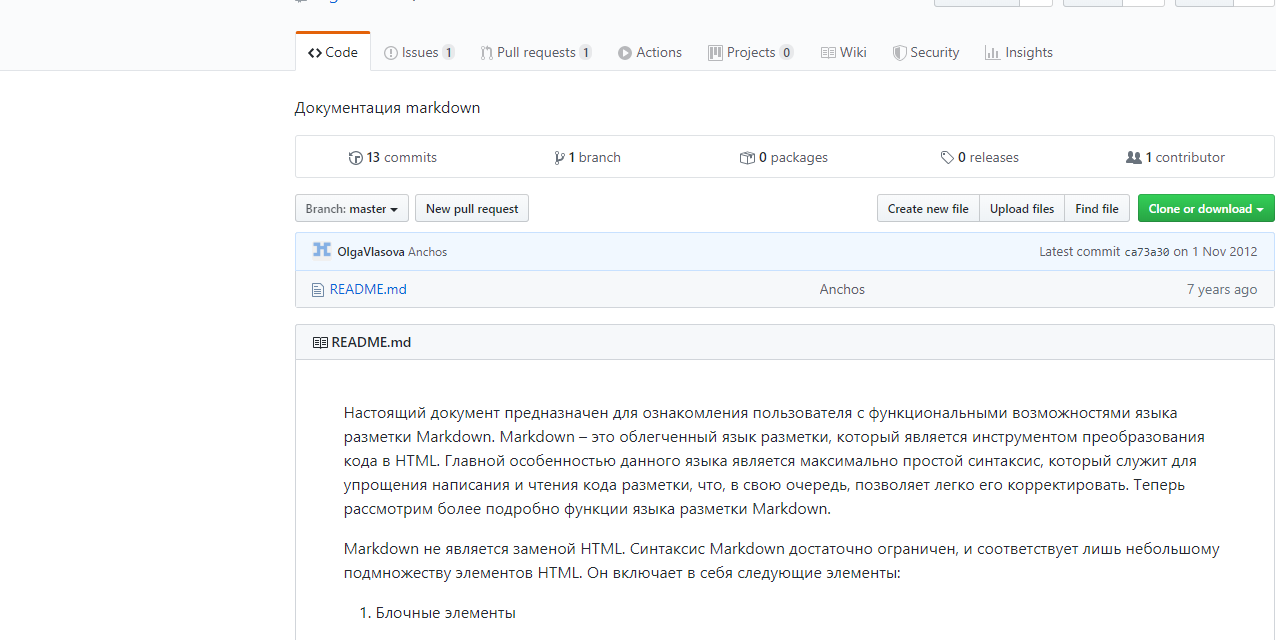 Code Issues 1 Pull requests 1 Actions Projects 0 Wiki Security Insights
Документация markdown
13 commits 1 branch 0 packages 0 releases 1 contributor
Branch: master New pull request Create new file Upload files Find file Clone or download
OlgaVlasova Anchos Latest commit ca73a30 on 1 Nov 2012
README.md Anchos 7 years ago
README.md
Настоящий документ предназначен для ознакомления пользователя с функциональными возможностями языка
разметки Markdown. Markdown – это облегченный язык разметки, который является инструментом преобразования
кода в HTML. Главной особенностью данного языка является максимально простой синтаксис, который служит для
упрощения написания и чтения кода разметки, что, в свою очередь, позволяет легко его корректировать. Теперь
рассмотрим более подробно функции языка разметки Markdown.
Markdown не является заменой HTML. Синтаксис Markdown достаточно ограничен, и соответствует лишь небольшому
подмножеству элементов HTML. Он включает в себя следующие элементы:
1. Блочные элементы